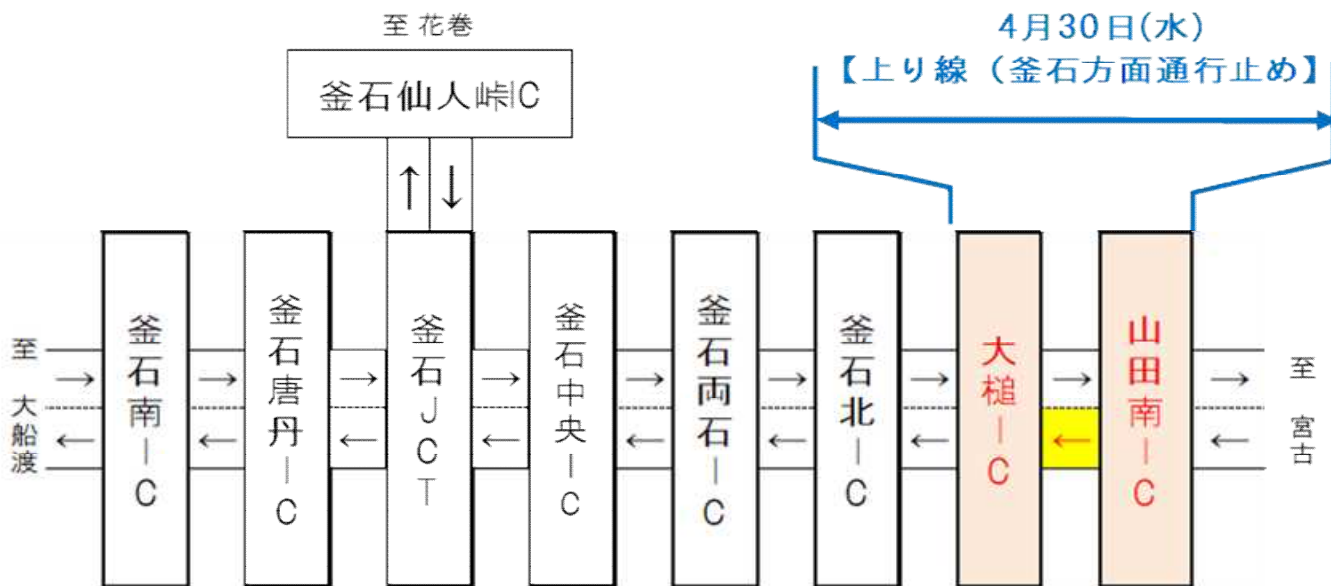 至 花巻
釜石仙人峠IC
4月30日(水)
【上り線（釜石方面通行止め】
↑ ↓
至 大船渡
釜石南IC
釜石唐丹IC
釜石JCT
釜石中央IC
釜石両石IC
釜石北IC
大槌IC
山田南IC
至 宮古
→ → → → → → → → →
← ← ← ← ← ← ← ← ←